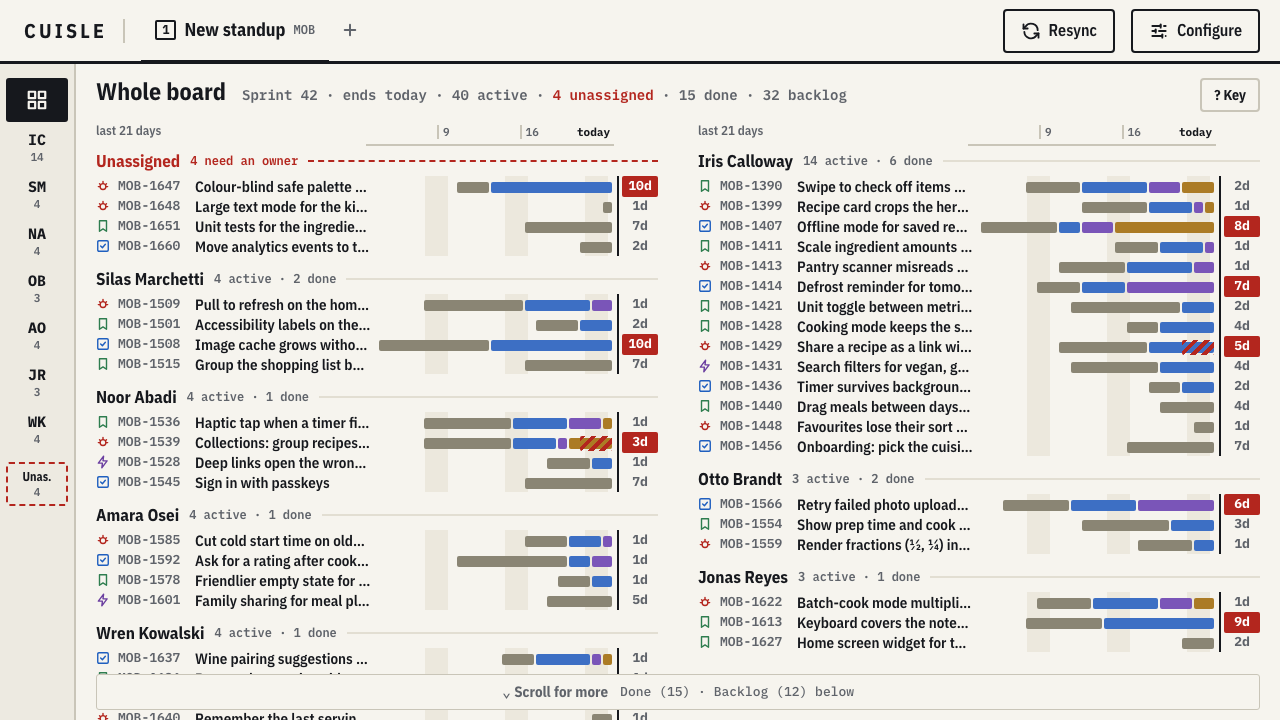 CUISLE
1 New standup MOB +
Resync
Configure
Whole board Sprint 42 · ends today · 40 active · 4 unassigned · 15 done · 32 backlog
? Key
IC
14
SM
4
NA
4
OB
3
AO
4
JR
3
WK
4
Unas.
4
last 21 days 9 16 today
Unassigned 4 need an owner
MOB-1647 Colour-blind safe palette ... 10d
MOB-1648 Large text mode for the ki... 1d
MOB-1651 Unit tests for the ingredie... 7d
MOB-1660 Move analytics events to t... 2d
Silas Marchetti 4 active · 2 done
MOB-1509 Pull to refresh on the hom... 1d
MOB-1501 Accessibility labels on the... 2d
MOB-1508 Image cache grows witho... 10d
MOB-1515 Group the shopping list b... 7d
Noor Abadi 4 active · 1 done
MOB-1536 Haptic tap when a timer fi... 1d
MOB-1539 Collections: group recipes... 3d
MOB-1528 Deep links open the wron... 1d
MOB-1545 Sign in with passkeys 7d
Amara Osei 4 active · 1 done
MOB-1585 Cut cold start time on old... 1d
MOB-1592 Ask for a rating after cook... 1d
MOB-1578 Friendlier empty state for ... 1d
MOB-1601 Family sharing for meal pl... 5d
Wren Kowalski 4 active · 1 done
MOB-1637 Wine pairing suggestions ... 1d
MOB-1640 Remember the last servin... 1d
last 21 days 9 16 today
Iris Calloway 14 active · 6 done
MOB-1390 Swipe to check off items ... 2d
MOB-1399 Recipe card crops the her... 1d
MOB-1407 Offline mode for saved re... 8d
MOB-1411 Scale ingredient amounts ... 1d
MOB-1413 Pantry scanner misreads ... 1d
MOB-1414 Defrost reminder for tomo... 7d
MOB-1421 Unit toggle between metri... 2d
MOB-1428 Cooking mode keeps the s... 4d
MOB-1429 Share a recipe as a link wi... 5d
MOB-1431 Search filters for vegan, g... 4d
MOB-1436 Timer survives backgroun... 2d
MOB-1440 Drag meals between days... 4d
MOB-1448 Favourites lose their sort ... 1d
MOB-1456 Onboarding: pick the cuisi... 7d
Otto Brandt 3 active · 2 done
MOB-1566 Retry failed photo upload... 6d
MOB-1554 Show prep time and cook ... 3d
MOB-1559 Render fractions (½, ¼) in... 1d
Jonas Reyes 3 active · 1 done
MOB-1622 Batch-cook mode multipli... 1d
MOB-1613 Keyboard covers the note... 9d
MOB-1627 Home screen widget for t... 2d
Scroll for more Done (15) · Backlog (12) below